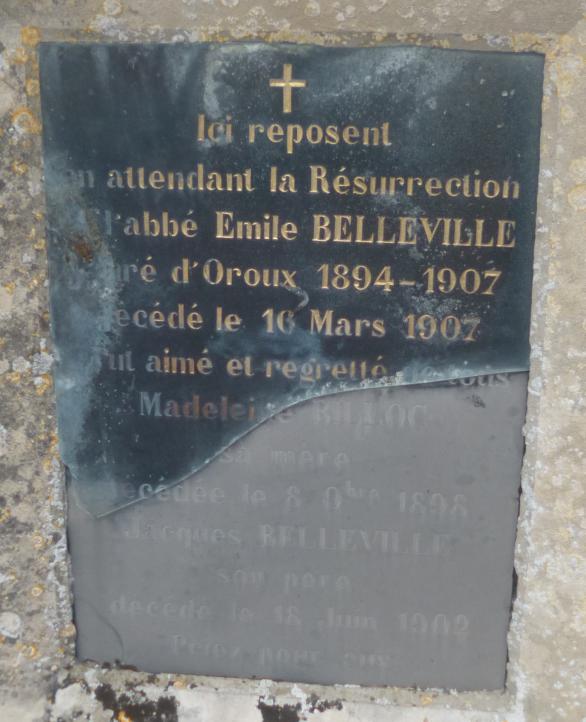 Ici reposent
en attendant la Résurrection
l'abbé Emile BELLEVILLE
curé d'Oroux 1894-1907
décédé le 16 Mars 1907
fut aimé et regretté de tous
Madeleine
sa mère
décédée le 8 Obre 1898
Jacques BELLEVILLE
son père
décédé le 18 Juin 1902
Priez pour eux